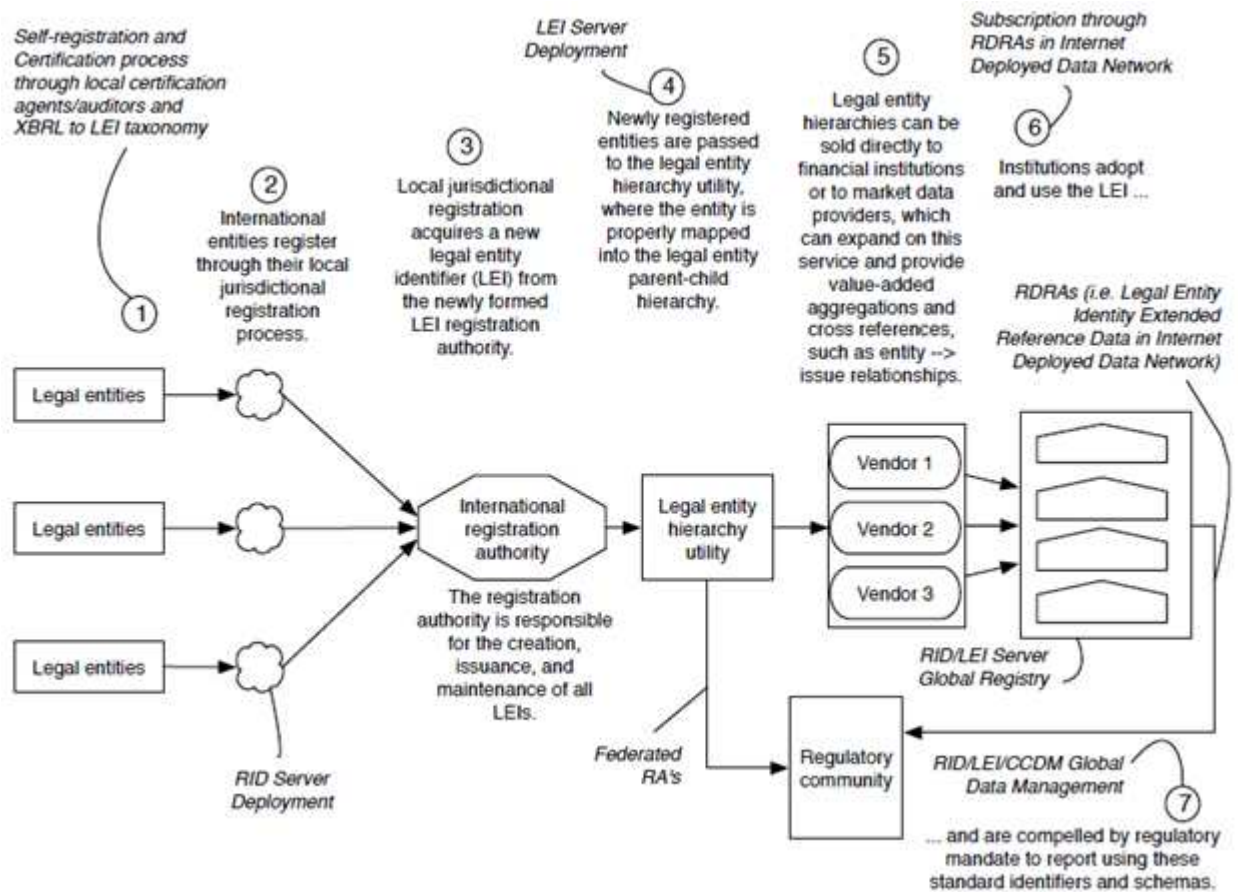 Self-registration and
Certification process
through local certification
agents/auditors and
XBRL to LEI taxonomy
1
2
International
entities register
through their local
jurisdictional
registration
process.
3
Local jurisdictional
registration
acquires a new
legal entity
identifier (LEI) from
the newly formed
LEI registration
authority.
LEI Server
Deployment
4
Newly registered
entities are passed
to the legal entity
hierarchy utility,
where the entity is
properly mapped
into the legal entity
parent-child
hierarchy.
5
Legal entity
hierarchies can be
sold directly to
financial institutions
or to market data
providers, which
can expand on this
service and provide
value-added
aggregations and
cross references,
such as entity -->
issue relationships.
Subscription through
RDRAs in Internet
Deployed Data Network
6
Institutions adopt
and use the LEI ...
RDRAs (i.e. Legal Entity
Identity Extended
Reference Data in Internet
Deployed Data Network)
Legal entities
Legal entities
Legal entities
RID Server
Deployment
International
registration
authority
The registration
authority is responsible
for the creation,
issuance, and
maintenance of all
LEIs.
Legal entity
hierarchy
utility
Vendor 1
Vendor 2
Vendor 3
RID/LEI Server
Global Registry
Federated
RA's
Regulatory
community
RID/LEI/CCDM Global
Data Management
7
... and are compelled by regulatory
mandate to report using these
standard identifiers and schemas.